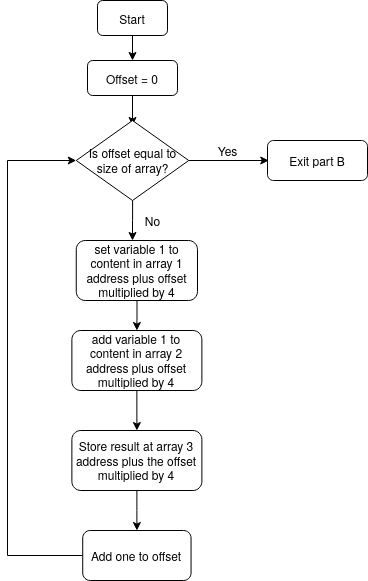 Start
Offset = 0
Is offset equal to
size of array?
Yes
Exit part B
No
set variable 1 to
content in array 1
address plus offset
multiplied by 4
add variable 1 to
content in array 2
address plus offset
multiplied by 4
Store result at array 3
address plus the offset
multiplied by 4
Add one to offset